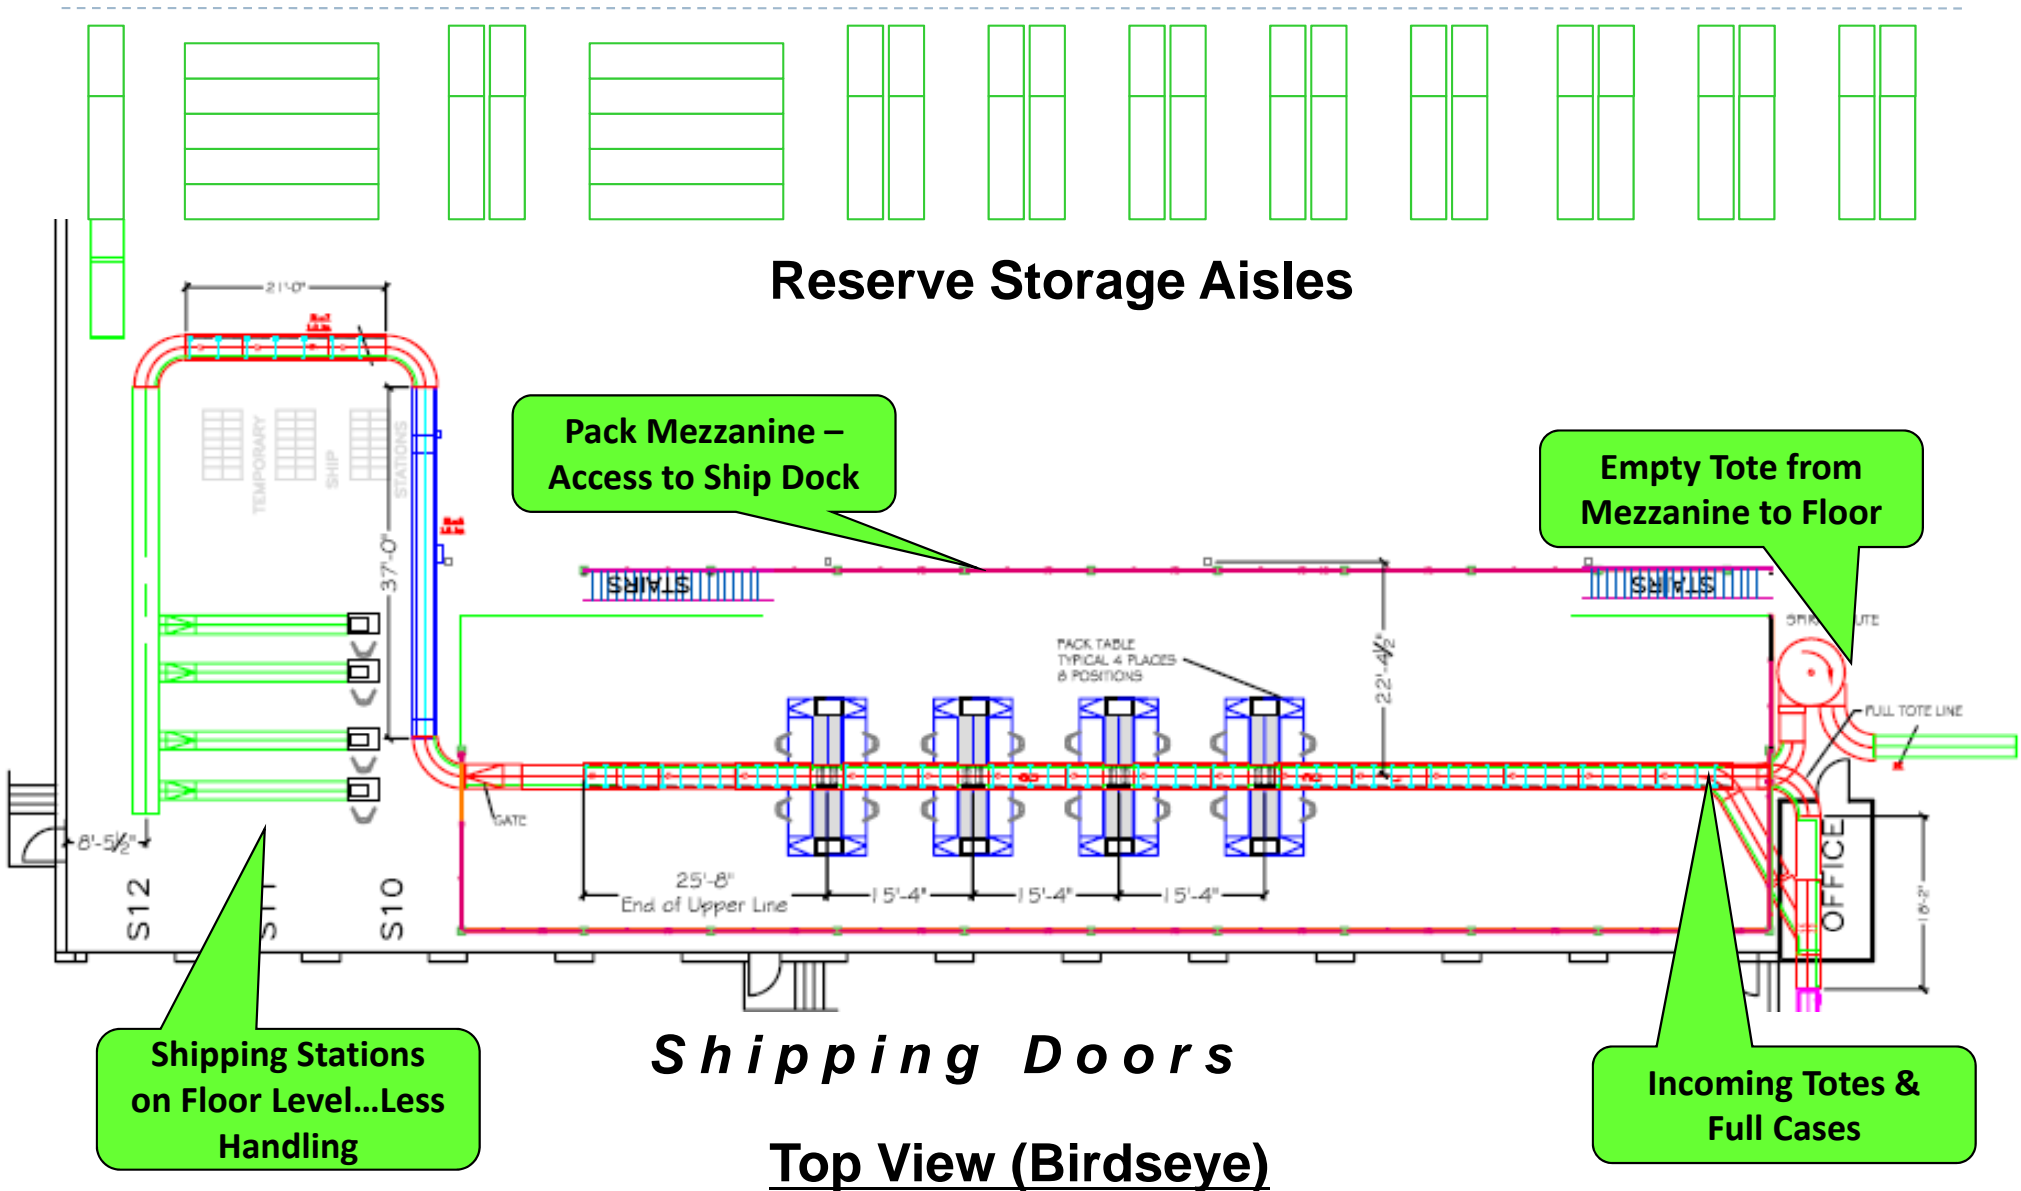 Reserve Storage Aisles
21'-0"
TEMPORARY
SHIP
STATIONS
37'-0"
Pack Mezzanine –
Access to Ship Dock
Empty Tote from
Mezzanine to Floor
STAIRS
STAIRS
PACK TABLE
TYPICAL 4 PLACES
8 POSITIONS
22'-4½"
FULL TOTE LINE
GATE
8'-5½"
25'-8"
End of Upper Line
15'-4"
15'-4"
15'-4"
OFFICE
18'-2"
S12
S10
Shipping Stations
on Floor Level...Less
Handling
Shipping Doors
Incoming Totes &
Full Cases
Top View (Birdseye)